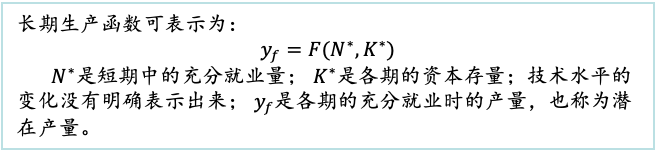 长期生产函数可表示为：
y_f = F(N*, K*)
N*是短期中的充分就业量；K*是各期的资本存量；技术水平的
变化没有明确表示出来；y_f是各期的充分就业时的产量，也称为潜
在产量。